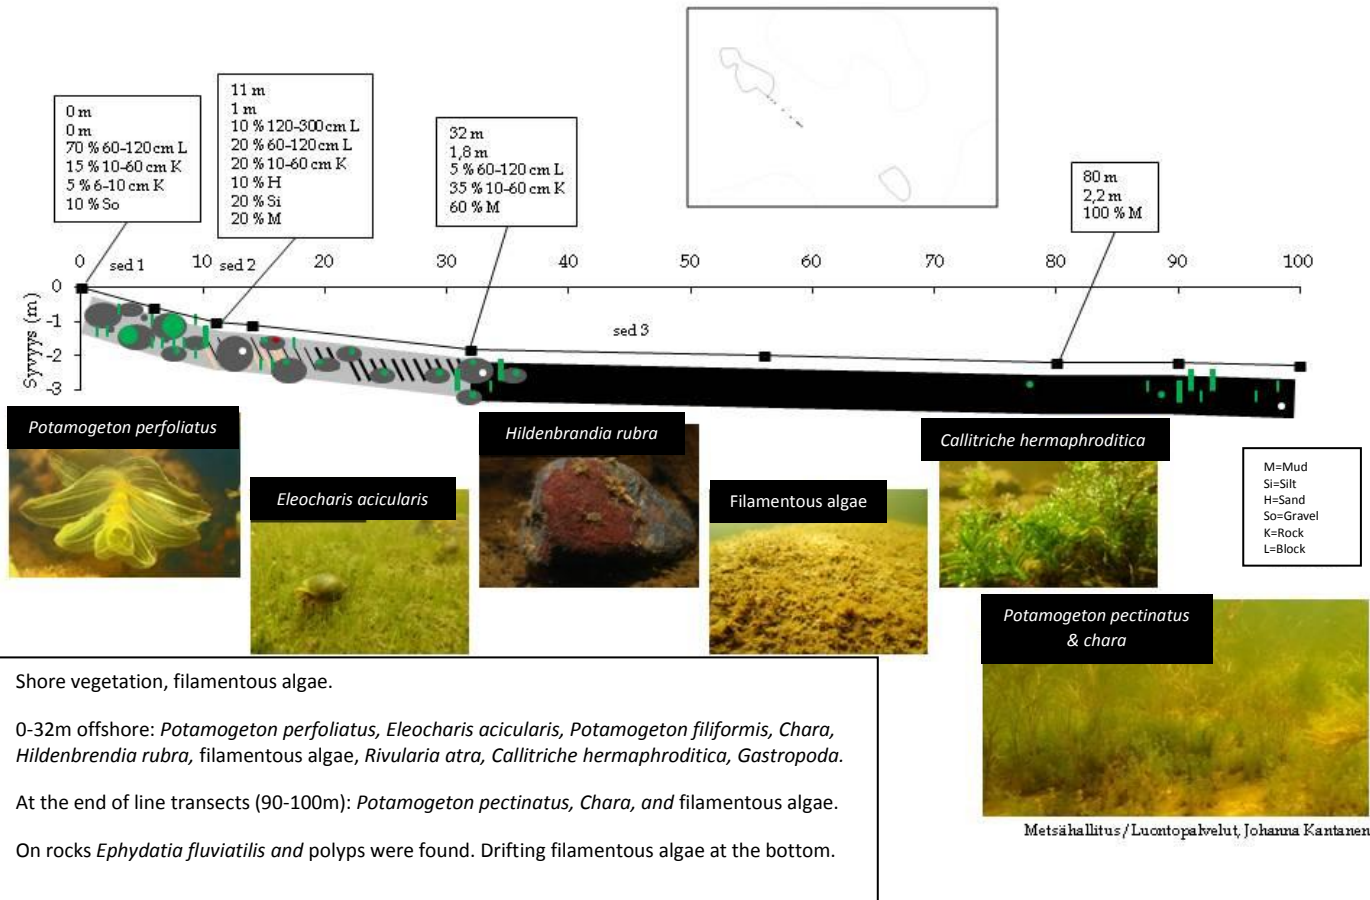 0 m
0 m
70 % 60-120 cm L
15 % 10-60 cm K
5 % 6-10 cm K
10 % So
11 m
1 m
10 % 120-300 cm L
20 % 60-120 cm L
20 % 10-60 cm K
10 % H
20 % Si
20 % M
32 m
1,8 m
5 % 60-120 cm L
35 % 10-60 cm K
60 % M
80 m
2,2 m
100 % M
0 10 20 30 40 50 60 70 80 90 100
sed 1 sed 2
sed 3
Syvyys (m)
0
-1
-2
-3
Potamogeton perfoliatus
Eleocharis acicularis
Hildenbrandia rubra
Filamentous algae
Callitriche hermaphroditica
Potamogeton pectinatus
& chara
M=Mud
Si=Silt
H=Sand
So=Gravel
K=Rock
L=Block
Metsähallitus / Luontopalvelut, Johanna Kantanen
Shore vegetation, filamentous algae.
0-32m offshore: Potamogeton perfoliatus, Eleocharis acicularis, Potamogeton filiformis, Chara,
Hildenbrendia rubra, filamentous algae, Rivularia atra, Callitriche hermaphroditica, Gastropoda.
At the end of line transects (90-100m): Potamogeton pectinatus, Chara, and filamentous algae.
On rocks Ephydatia fluviatilis and polyps were found. Drifting filamentous algae at the bottom.